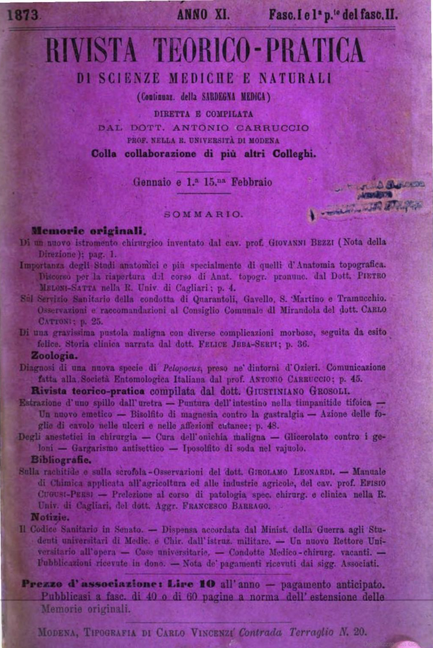 1873 ANNO XI. Fasc. I e 1ª p.te del fasc. II.
RIVISTA TEORICO-PRATICA
DI SCIENZE MEDICHE E NATURALI
(Continuaz. della SARDEGNA MEDICA)
DIRETTA E COMPILATA
DAL DOTT. ANTONIO CARRUCCIO
PROF. NELLA R. UNIVERSITÀ DI MODENA
Colla collaborazione di più altri Colleghi.
Gennaio e 1.ª 15.na Febbraio
SOMMARIO.
Memorie originali.
Di un nuovo istromento chirurgico inventato dal cav. prof. GIOVANNI BREZI (Nota della
Direzione); pag. 1.
Importanza degli Studi anatomici e più specialmente di quelli d'Anatomia topografica.
Discorso per la riapertura del corso di Anat. topogr. pronunc. dal Dott. PIETRO
MELONI-SATTA nella R. Univ. di Cagliari; p. 4.
Sul Servizio Sanitario della condotta di Quarantoli, Gavello, S. Martino e Tramucchio.
Osservazioni e raccomandazioni al Consiglio Comunale di Mirandola del dott. CARLO
CATTONI; p. 25.
Di una gravissima pustola maligna con diverse complicazioni morbose, seguita da esito
felice. Storia clinica narrata dal dott. FELICE JERA-SERPI; p. 36.
Zoologia.
Diagnosi di una nuova specie di Pelopoeus, preso ne' dintorni d'Ozieri. Comunicazione
fatta alla Società Entomologica Italiana dal prof. ANTONIO CARRUCCIO; p. 45.
Rivista teorico-pratica compilata dal dott. GIUSTINIANO GROSOLI.
Estrazione d'uno spillo dall'uretra — Puntura dell'intestino nella timpanitide tifoica —
Un nuovo emetico — Bisolfito di magnesia contro la gastralgia — Azione delle fo-
glie di cavolo nelle ulceri e nelle affezioni cutanee; p. 48.
Degli anestetici in chirurgia — Cura dell'onichia maligna — Glicerolato contro i ge-
loni — Gargarismo antisettico — Iposolfito di soda nel vajuolo.
Bibliografie.
Sulla rachitide e sulla scrofola - Osservazioni del dott. GIROLAMO LEONARDI. — Manuale
di Chimica applicata all'agricoltura ed alle industrie agricole, del cav. prof. EFISIO
CUGUSI-PERSI — Prelezione al corso di patologia spec. chirurg. e clinica nella R.
Univ. di Cagliari, del dott. Aggr. FRANCESCO BARRAGO.
Notizie.
Il Codice Sanitario in Senato. — Dispensa accordata dal Minist. della Guerra agli Stu-
denti universitari di Medic. e Chir. dall'istruz. militare. — Un nuovo Rettore Uni-
versitario all'opera — Cose universitarie. — Condotte Medico-chirurg. vacanti. —
Pubblicazioni ricevute in dono. — Nota de' pagamenti ricevuti dai sigg. Associati.
Prezzo d'associazione: Lire 10 all'anno — pagamento anticipato.
Pubblicasi a fasc. di 40 o di 60 pagine a norma dell'estensione delle
Memorie originali.
MODENA, TIPOGRAFIA DI CARLO VINCENZI Contrada Terraglio N. 20.